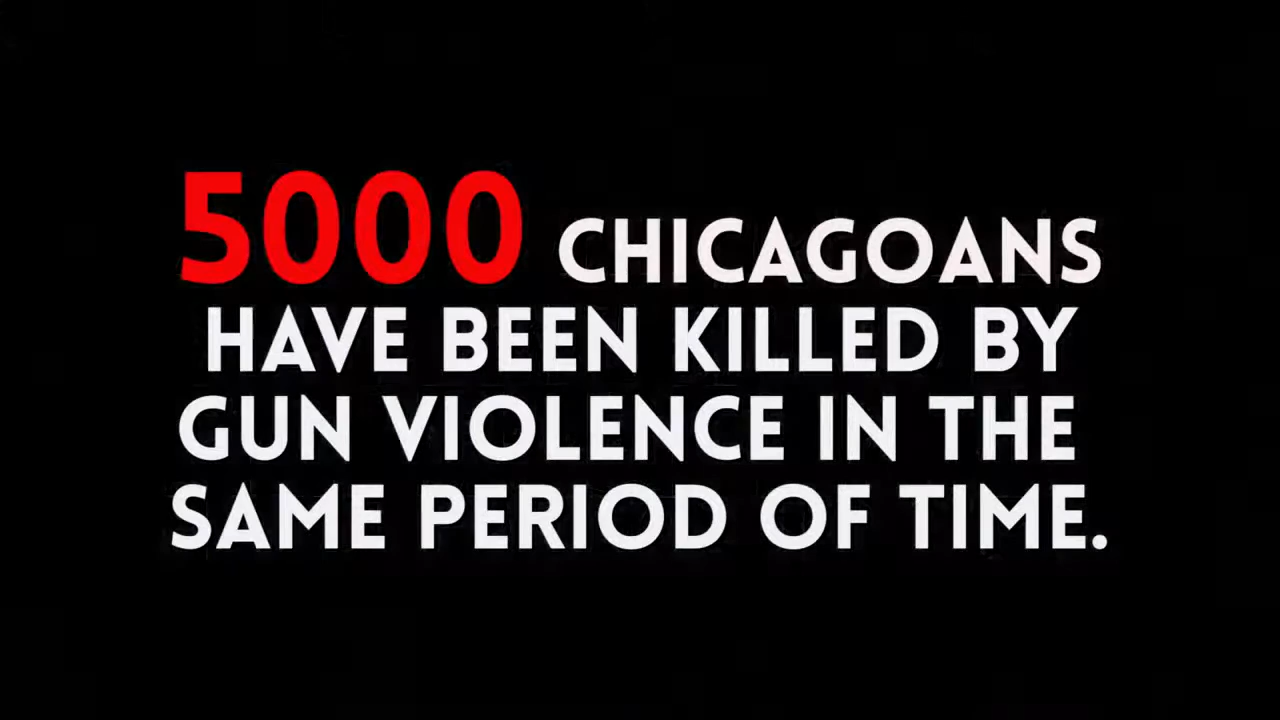 5000 CHICAGOANS
HAVE BEEN KILLED BY
GUN VIOLENCE IN THE
SAME PERIOD OF TIME.